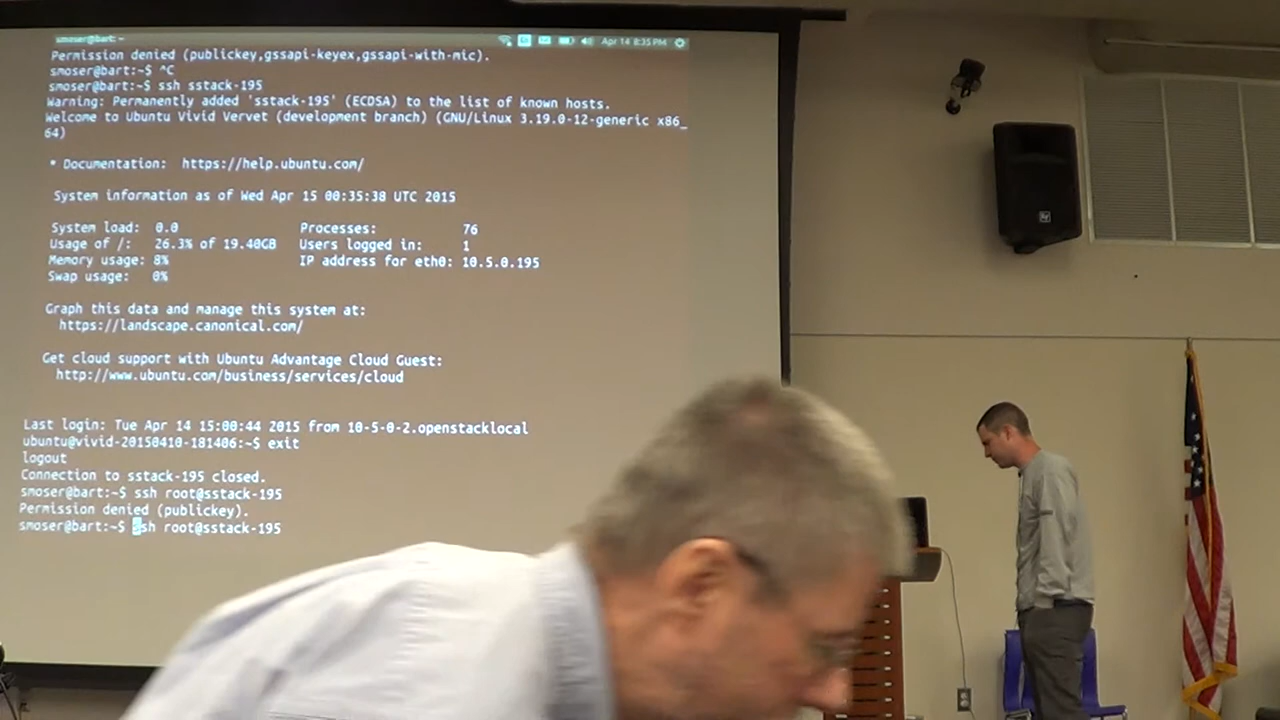 smoser@bart: ~ Apr 14 8:35 PM
Permission denied (publickey,gssapi-keyex,gssapi-with-mic).
smoser@bart:~$ ^C
smoser@bart:~$ ssh sstack-195
Warning: Permanently added 'sstack-195' (ECDSA) to the list of known hosts.
Welcome to Ubuntu Vivid Vervet (development branch) (GNU/Linux 3.19.0-12-generic x86_
64)
* Documentation: https://help.ubuntu.com/
System information as of Wed Apr 15 00:35:38 UTC 2015
System load: 0.0 Processes: 76
Usage of /: 26.3% of 19.40GB Users logged in: 1
Memory usage: 8% IP address for eth0: 10.5.0.195
Swap usage: 0%
Graph this data and manage this system at:
https://landscape.canonical.com/
Get cloud support with Ubuntu Advantage Cloud Guest:
http://www.ubuntu.com/business/services/cloud
Last login: Tue Apr 14 15:00:44 2015 from 10-5-0-2.openstacklocal
ubuntu@vivid-20150410-181406:~$ exit
logout
Connection to sstack-195 closed.
smoser@bart:~$ ssh root@sstack-195
Permission denied (publickey).
smoser@bart:~$ ssh root@sstack-195